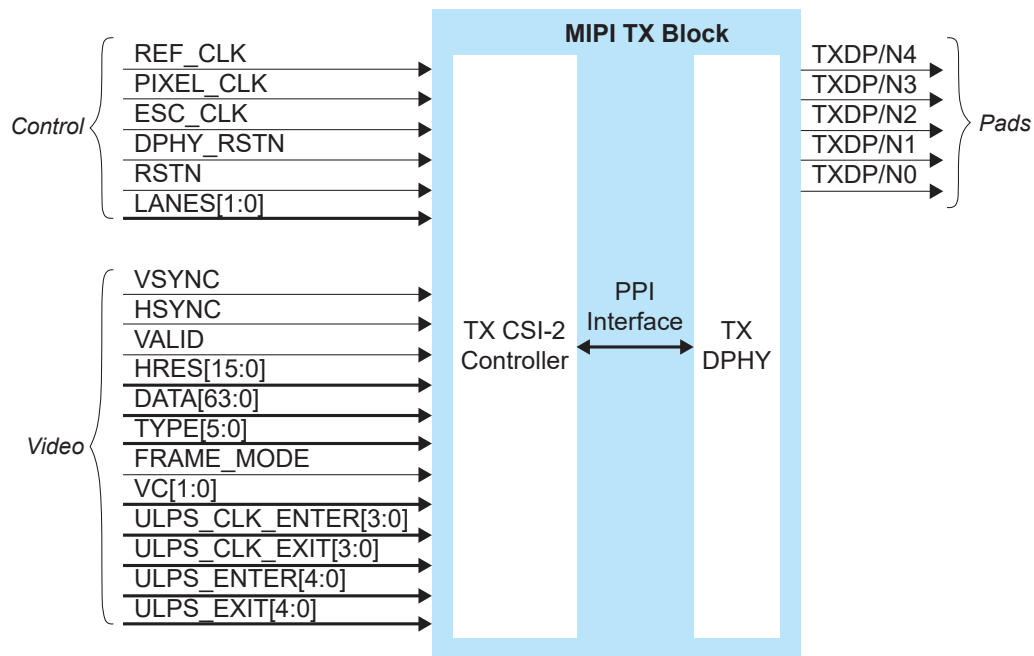 MIPI TX Block
Control
REF_CLK
PIXEL_CLK
ESC_CLK
DPHY_RSTN
RSTN
LANES[1:0]
Video
VSYNC
HSYNC
VALID
HRES[15:0]
DATA[63:0]
TYPE[5:0]
FRAME_MODE
VC[1:0]
ULPS_CLK_ENTER[3:0]
ULPS_CLK_EXIT[3:0]
ULPS_ENTER[4:0]
ULPS_EXIT[4:0]
TX CSI-2
Controller
PPI
Interface
TX
DPHY
TXDP/N4
TXDP/N3
TXDP/N2
TXDP/N1
TXDP/N0
Pads